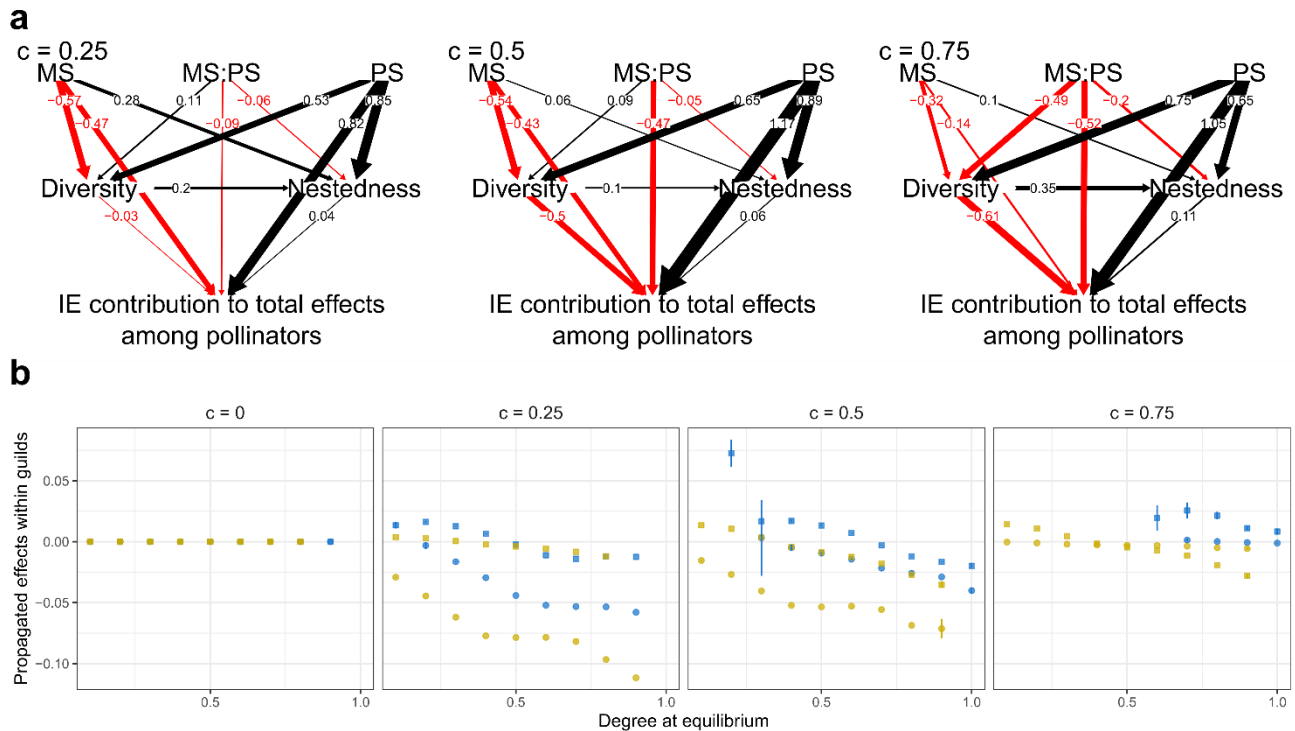 a
c = 0.25
MS MS:PS PS
−0.57 0.28 0.11 −0.06 0.53 0.85
−0.47 −0.09 0.82
Diversity 0.2 Nestedness
−0.03 0.04
IE contribution to total effects
among pollinators
c = 0.5
MS MS:PS PS
−0.54 0.06 0.09 −0.05 0.65 0.89
−0.43 −0.47 1.17
Diversity −0.1 Nestedness
−0.5 0.06
IE contribution to total effects
among pollinators
c = 0.75
MS MS:PS PS
−0.32 0.1 −0.49 −0.2 0.75 0.65
−0.14 −0.52 1.05
Diversity 0.35 Nestedness
−0.61 0.11
IE contribution to total effects
among pollinators
b
c = 0 c = 0.25 c = 0.5 c = 0.75
Propagated effects within guilds
0.05
0.00
−0.05
−0.10
0.5 1.0 0.5 1.0 0.5 1.0 0.5 1.0
Degree at equilibrium